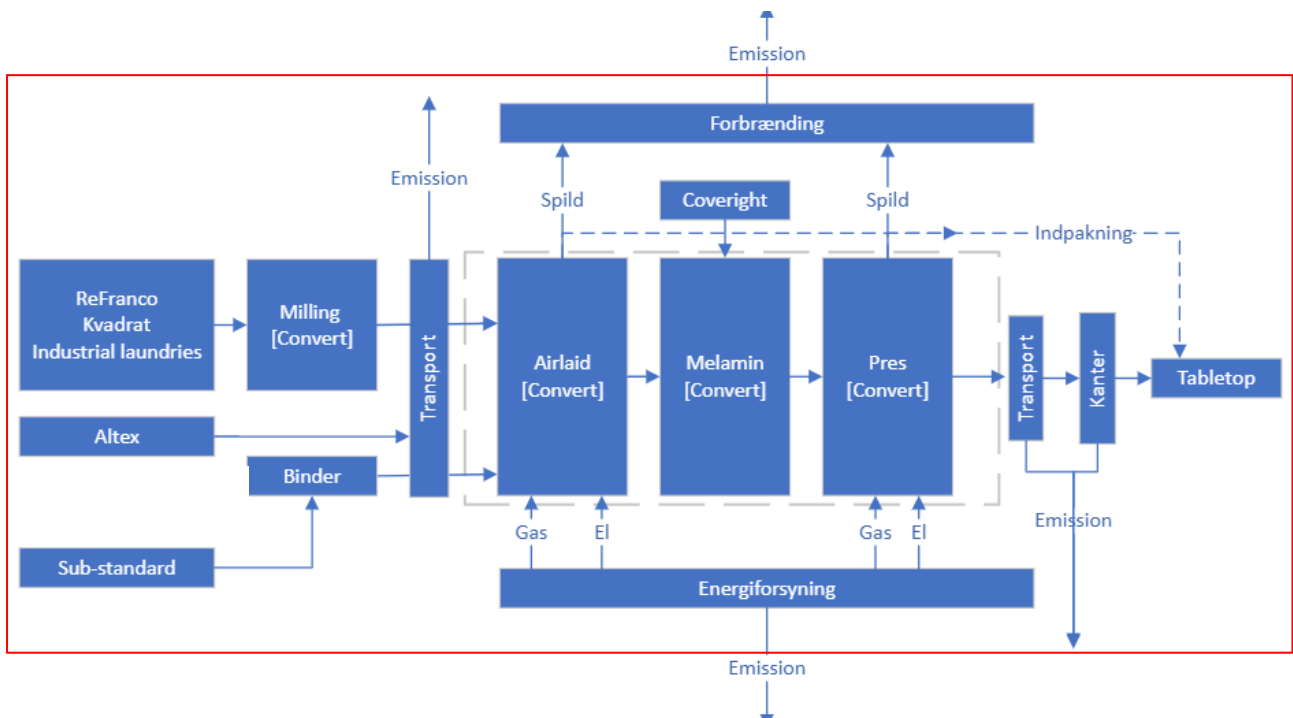 Emission
Forbrænding
Emission
Spild
Coveright
Spild
Indpakning
ReFranco
Kvadrat
Industrial laundries
Milling
[Convert]
Transport
Airlaid
[Convert]
Melamin
[Convert]
Pres
[Convert]
Transport
Kanter
Tabletop
Altex
Binder
Gas
El
Gas
El
Emission
Sub-standard
Energiforsyning
Emission